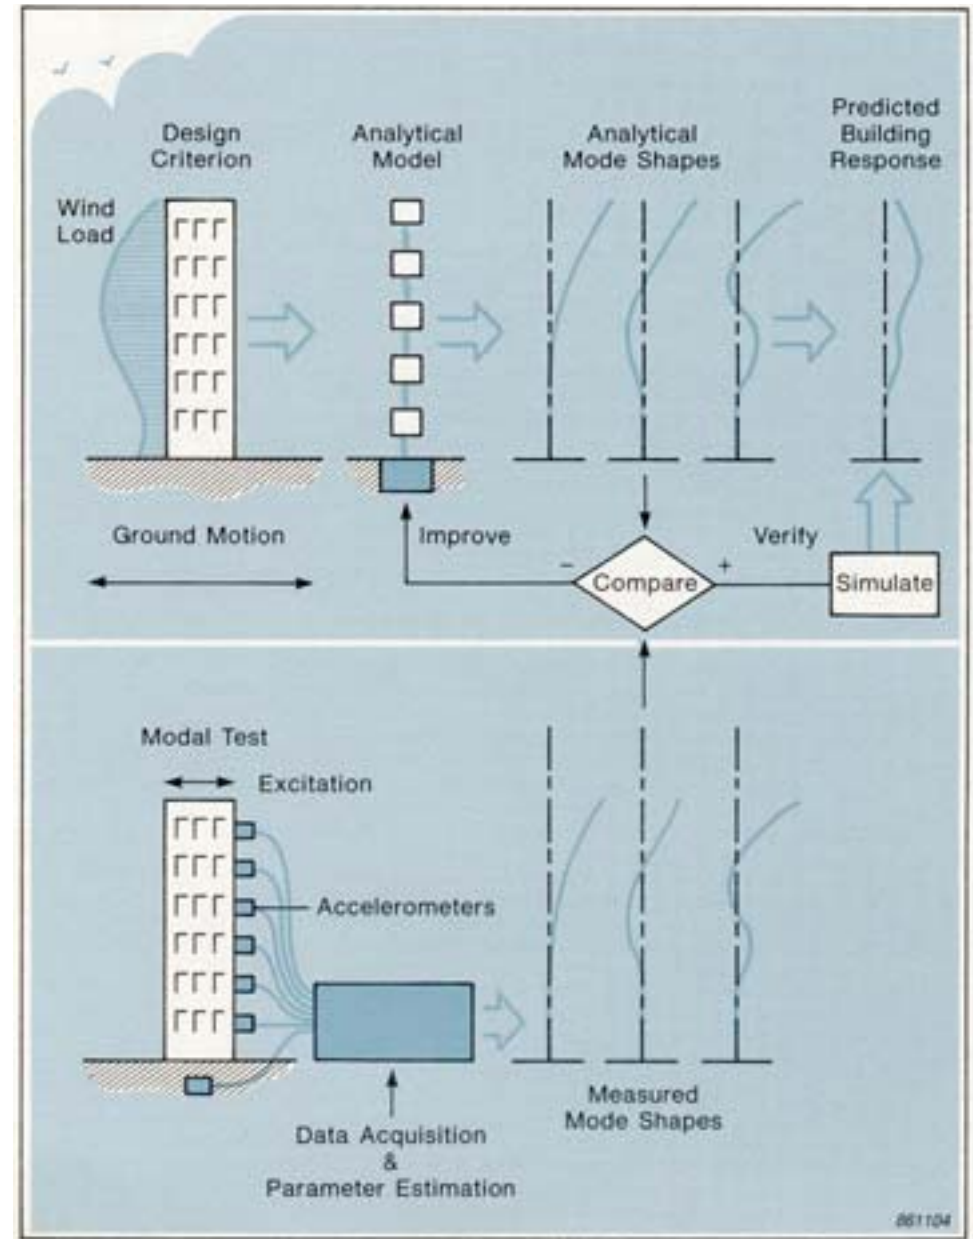 Design
Criterion
Analytical
Model
Analytical
Mode Shapes
Predicted
Building
Response
Wind
Load
Ground Motion
Improve
Verify
−
Compare
+
Simulate
Modal Test
Excitation
Accelerometers
Measured
Mode Shapes
Data Acquisition
&
Parameter Estimation
861104